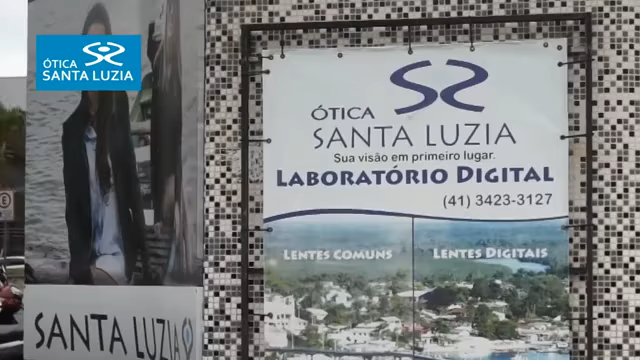 ÓTICA
SANTA LUZIA
ÓTICA
SANTA LUZIA
Sua visão em primeiro lugar.
LABORATÓRIO DIGITAL
(41) 3423-3127
LENTES COMUNS
LENTES DIGITAIS
SANTA LUZIA
E